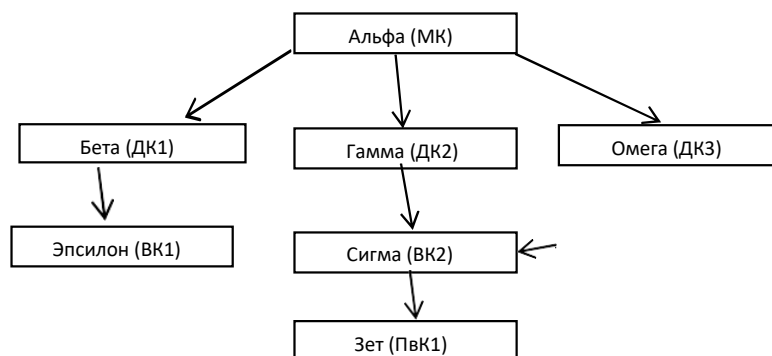 Альфа (МК)
Бета (ДК1)
Гамма (ДК2)
Омега (ДК3)
Эпсилон (ВК1)
Сигма (ВК2)
Зет (ПвК1)